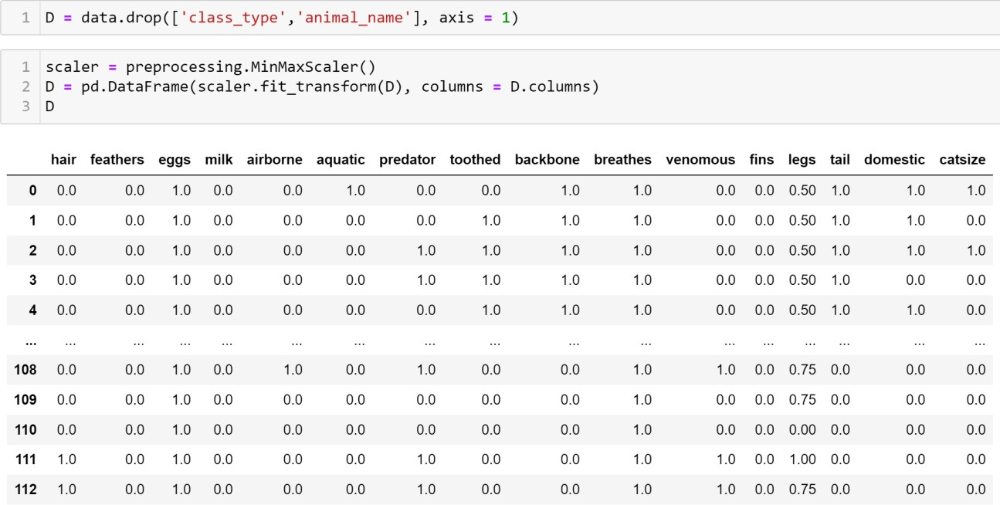 1 D = data.drop(['class_type','animal_name'], axis = 1)
1 scaler = preprocessing.MinMaxScaler()
2 D = pd.DataFrame(scaler.fit_transform(D), columns = D.columns)
3 D
hair feathers eggs milk airborne aquatic predator toothed backbone breathes venomous fins legs tail domestic catsize
0 0.0 0.0 1.0 0.0 0.0 1.0 0.0 0.0 1.0 1.0 0.0 0.0 0.50 1.0 1.0 1.0
1 0.0 0.0 1.0 0.0 0.0 0.0 0.0 1.0 1.0 1.0 0.0 0.0 0.50 1.0 1.0 0.0
2 0.0 0.0 1.0 0.0 0.0 0.0 1.0 1.0 1.0 1.0 0.0 0.0 0.50 1.0 1.0 1.0
3 0.0 0.0 1.0 0.0 0.0 0.0 1.0 1.0 1.0 1.0 0.0 0.0 0.50 1.0 0.0 0.0
4 0.0 0.0 1.0 0.0 0.0 0.0 0.0 1.0 1.0 1.0 0.0 0.0 0.50 1.0 1.0 0.0
... ... ... ... ... ... ... ... ... ... ... ... ... ... ... ... ...
108 0.0 0.0 1.0 0.0 1.0 0.0 1.0 0.0 0.0 1.0 1.0 0.0 0.75 0.0 0.0 0.0
109 0.0 0.0 1.0 0.0 0.0 0.0 0.0 0.0 0.0 1.0 0.0 0.0 0.75 0.0 0.0 0.0
110 0.0 0.0 1.0 0.0 0.0 0.0 0.0 0.0 0.0 1.0 0.0 0.0 0.00 0.0 0.0 0.0
111 1.0 0.0 1.0 0.0 0.0 0.0 1.0 0.0 0.0 1.0 1.0 0.0 1.00 0.0 0.0 0.0
112 1.0 0.0 1.0 0.0 0.0 0.0 1.0 0.0 0.0 1.0 1.0 0.0 0.75 0.0 0.0 0.0